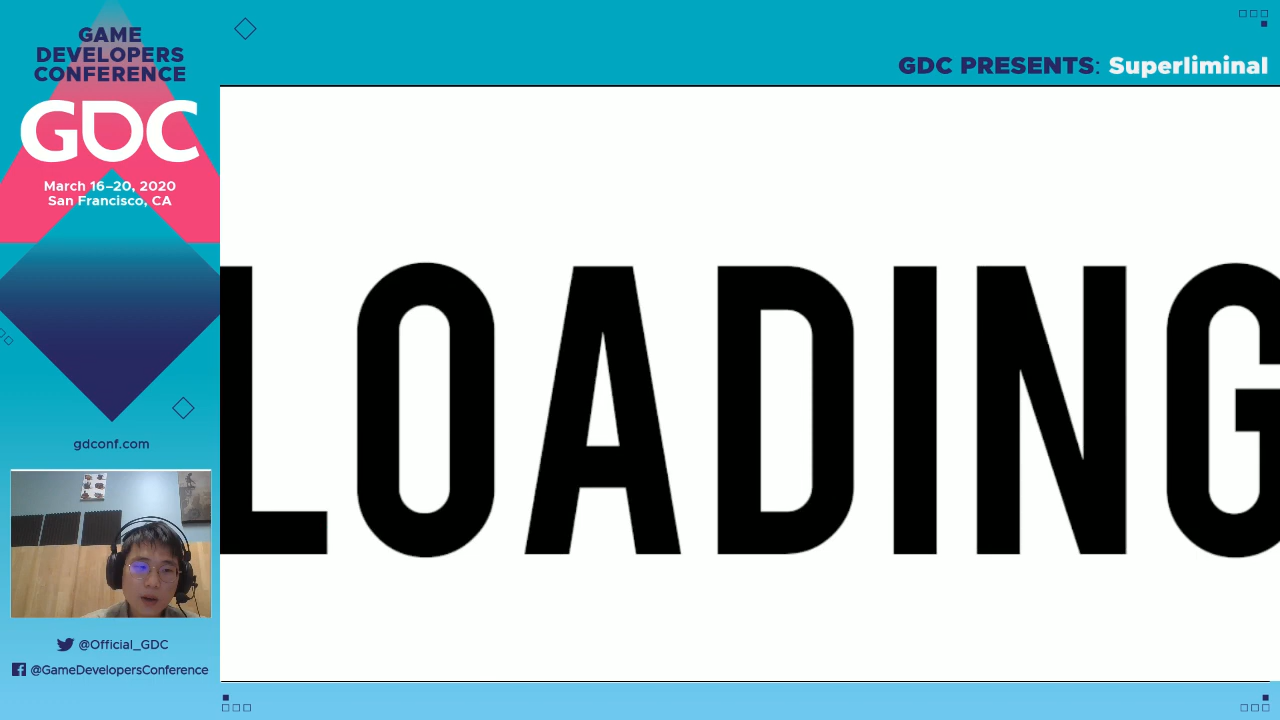 GAME
DEVELOPERS
CONFERENCE
GDC
March 16–20, 2020
San Francisco, CA
gdconf.com
@Official_GDC
@GameDevelopersConference
GDC PRESENTS: Superliminal
LOADING